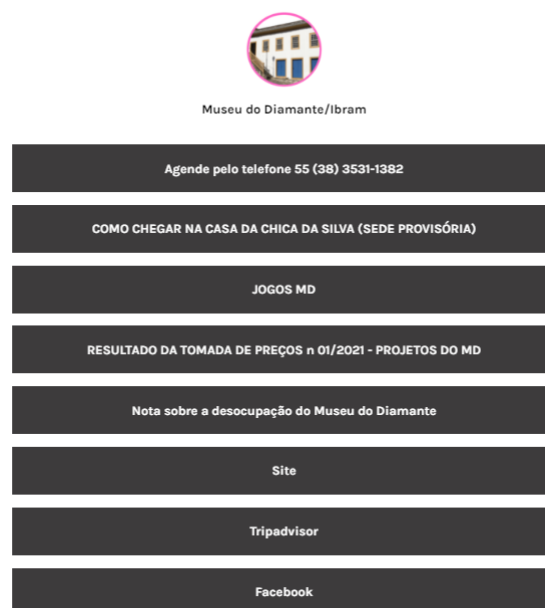 Museu do Diamante/Ibram
Agende pelo telefone 55 (38) 3531-1382
COMO CHEGAR NA CASA DA CHICA DA SILVA (SEDE PROVISÓRIA)
JOGOS MD
RESULTADO DA TOMADA DE PREÇOS n 01/2021 - PROJETOS DO MD
Nota sobre a desocupação do Museu do Diamante
Site
Tripadvisor
Facebook